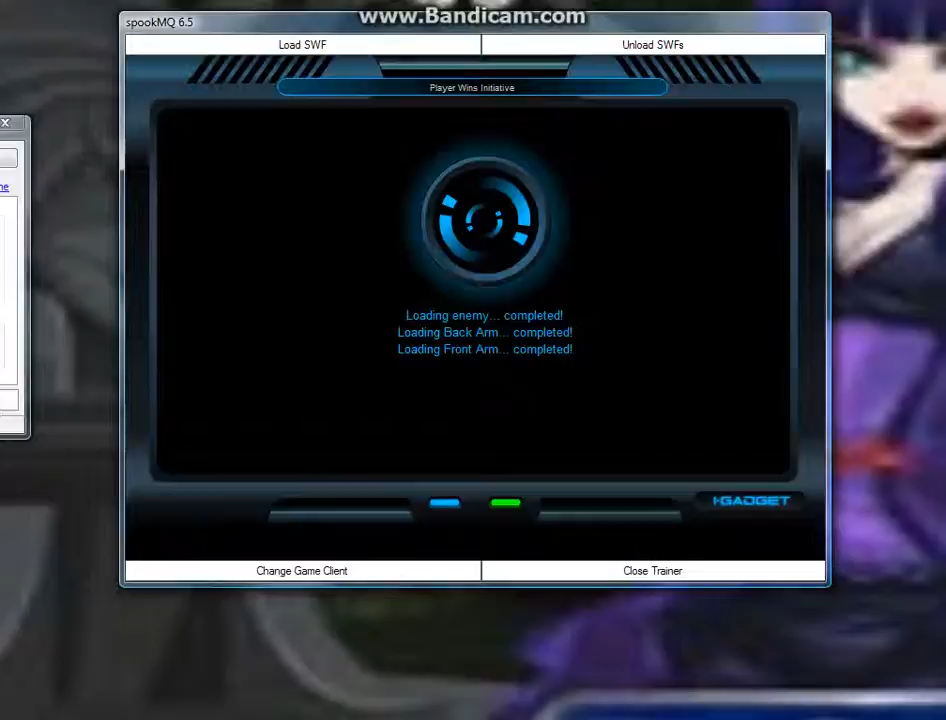 www.Bandicam.com
spookMQ 6.5
Load SWF
Unload SWFs
Player Wins Initiative
X
ne
Loading enemy... completed!
Loading Back Arm... completed!
Loading Front Arm... completed!
I-GADGET
Change Game Client
Close Trainer